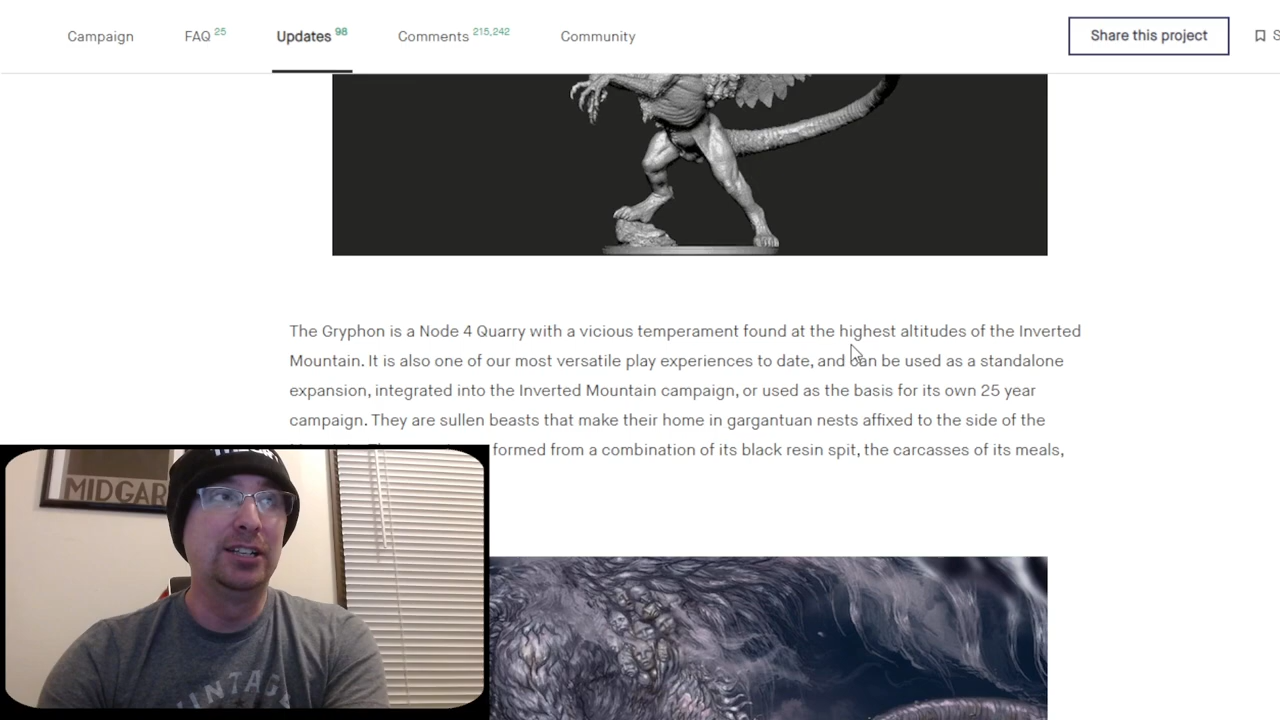 Campaign
FAQ 25
Updates 98
Comments 215,242
Community
Share this project
S
The Gryphon is a Node 4 Quarry with a vicious temperament found at the highest altitudes of the Inverted
Mountain. It is also one of our most versatile play experiences to date, and can be used as a standalone
expansion, integrated into the Inverted Mountain campaign, or used as the basis for its own 25 year
campaign. They are sullen beasts that make their home in gargantuan nests affixed to the side of the
formed from a combination of its black resin spit, the carcasses of its meals,
MIDGAR
VINTAGE